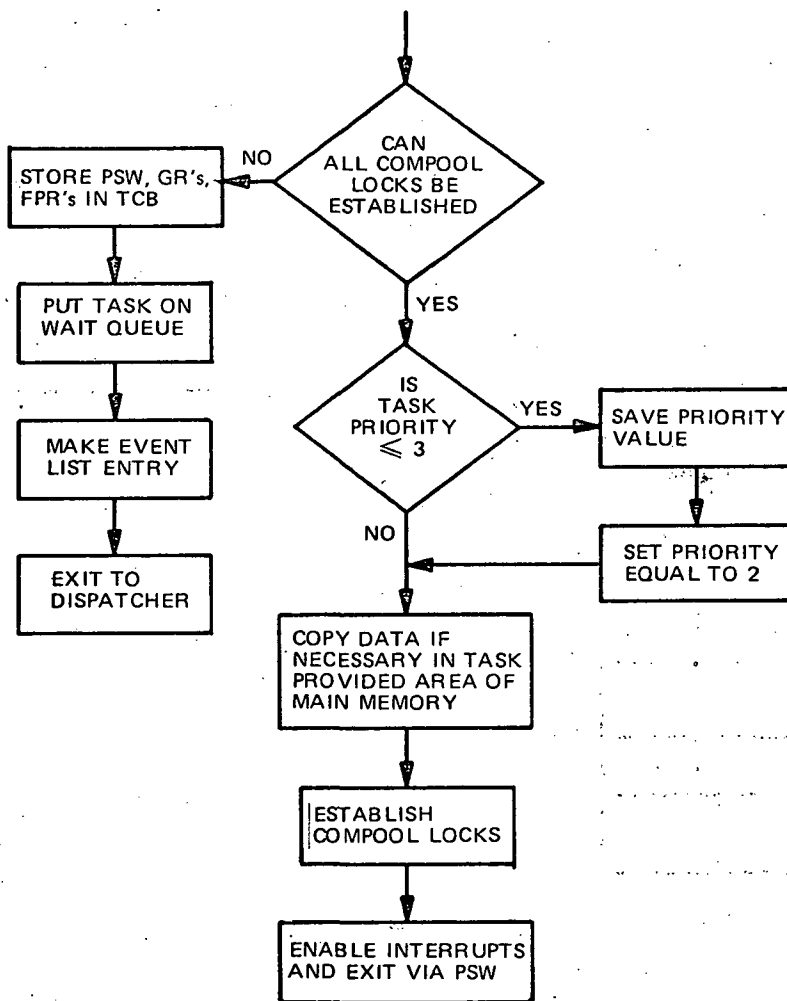 CAN
ALL COMPOOL
LOCKS BE
ESTABLISHED
NO
STORE PSW, GR's,
FPR's IN TCB
PUT TASK ON
WAIT QUEUE
MAKE EVENT
LIST ENTRY
EXIT TO
DISPATCHER
YES
IS
TASK
PRIORITY
≤ 3
YES
SAVE PRIORITY
VALUE
SET PRIORITY
EQUAL TO 2
NO
COPY DATA IF
NECESSARY IN TASK
PROVIDED AREA OF
MAIN MEMORY
ESTABLISH
COMPOOL LOCKS
ENABLE INTERRUPTS
AND EXIT VIA PSW